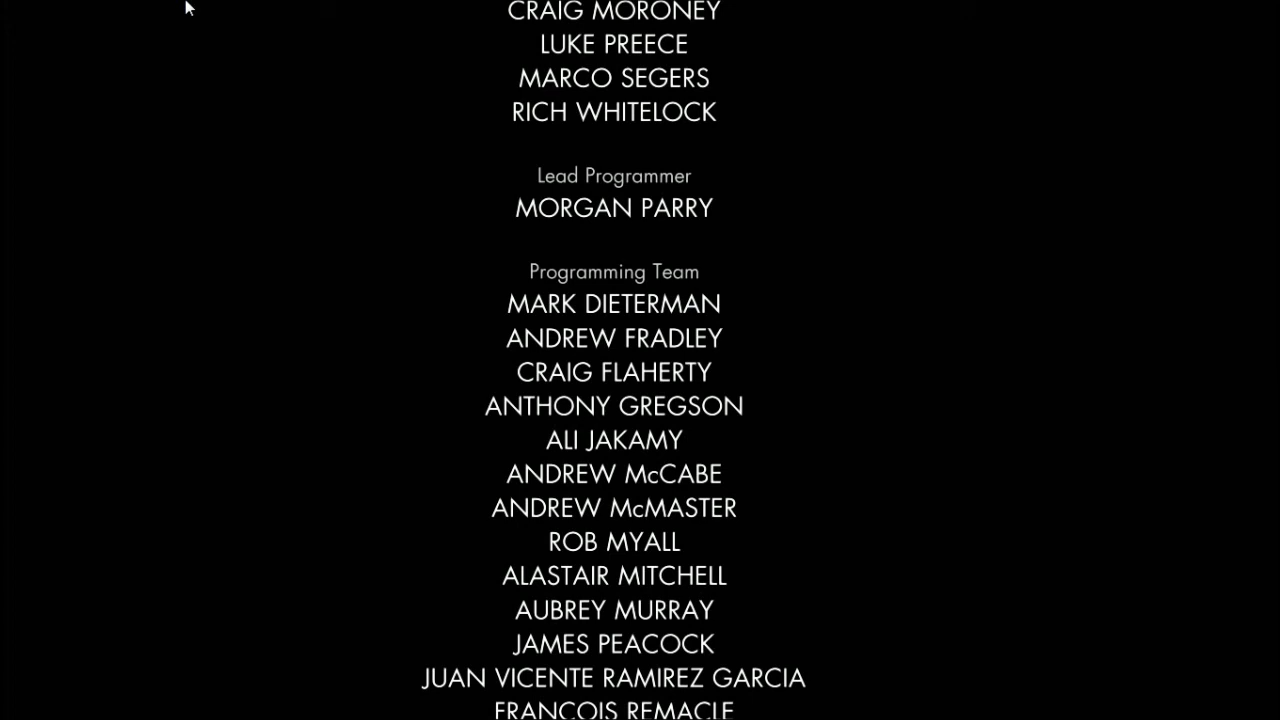 CRAIG MORONEY
LUKE PREECE
MARCO SEGERS
RICH WHITELOCK
Lead Programmer
MORGAN PARRY
Programming Team
MARK DIETERMAN
ANDREW FRADLEY
CRAIG FLAHERTY
ANTHONY GREGSON
ALI JAKAMY
ANDREW McCABE
ANDREW McMASTER
ROB MYALL
ALASTAIR MITCHELL
AUBREY MURRAY
JAMES PEACOCK
JUAN VICENTE RAMIREZ GARCIA
FRANCOIS REMACLE